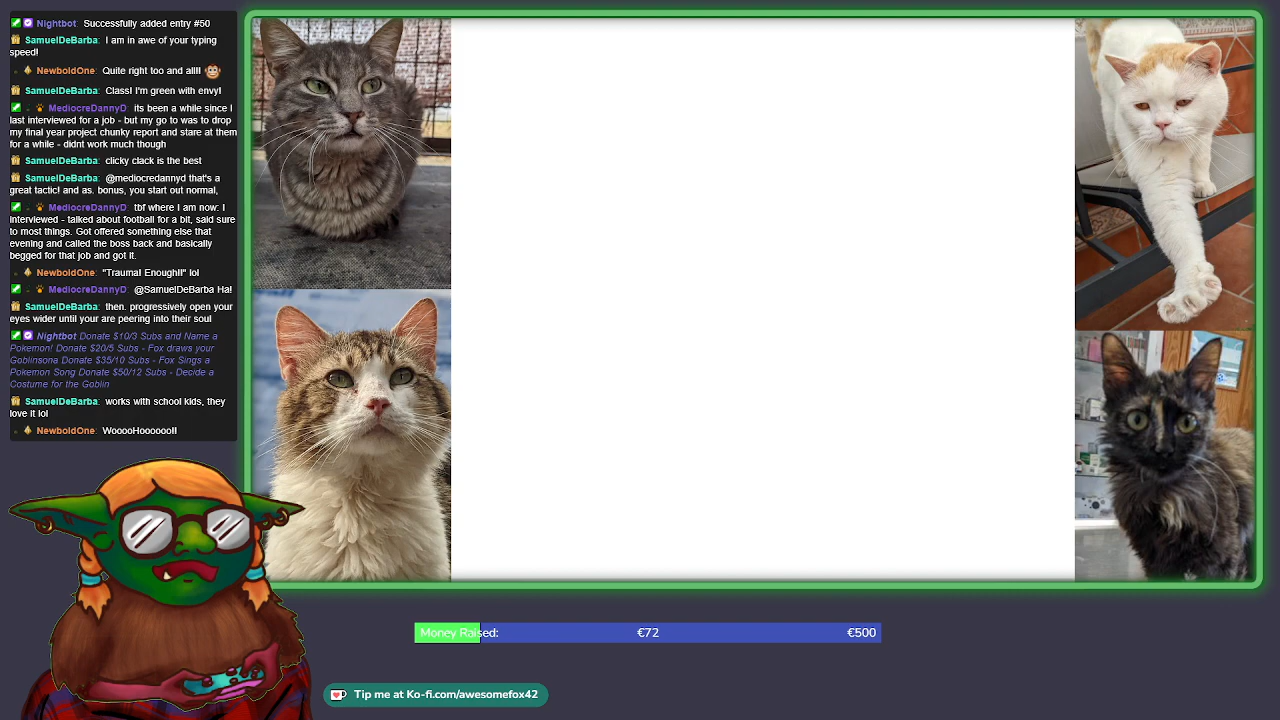 Nightbot: Successfully added entry #50
SamuelDeBarba: I am in awe of your typing
speed!
NewboldOne: Quite right too and all!!
SamuelDeBarba: Class! I'm green with envy!
MediocreDannyD: its been a while since I
last interviewed for a job - but my go to was to drop
my final year project chunky report and stare at them
for a while - didnt work much though
SamuelDeBarba: clicky clack is the best
SamuelDeBarba: @mediocredannyd that's a
great tactic! and as. bonus, you start out normal,
MediocreDannyD: tbf where I am now: I
interviewed - talked about football for a bit, said sure
to most things. Got offered something else that
evening and called the boss back and basically
begged for that job and got it.
NewboldOne: "Trauma! Enough!!" lol
MediocreDannyD: @SamuelDeBarba Ha!
SamuelDeBarba: then. progressively open your
eyes wider until your are peering into their soul
Nightbot Donate $10/3 Subs and Name a
Pokemon! Donate $20/5 Subs - Fox draws your
Goblinsona Donate $35/10 Subs - Fox Sings a
Pokemon Song Donate $50/12 Subs - Decide a
Costume for the Goblin
SamuelDeBarba: works with school kids, they
love it lol
NewboldOne: WooooHoooooo!!
Money Raised: €72 €500
Tip me at Ko-fi.com/awesomefox42